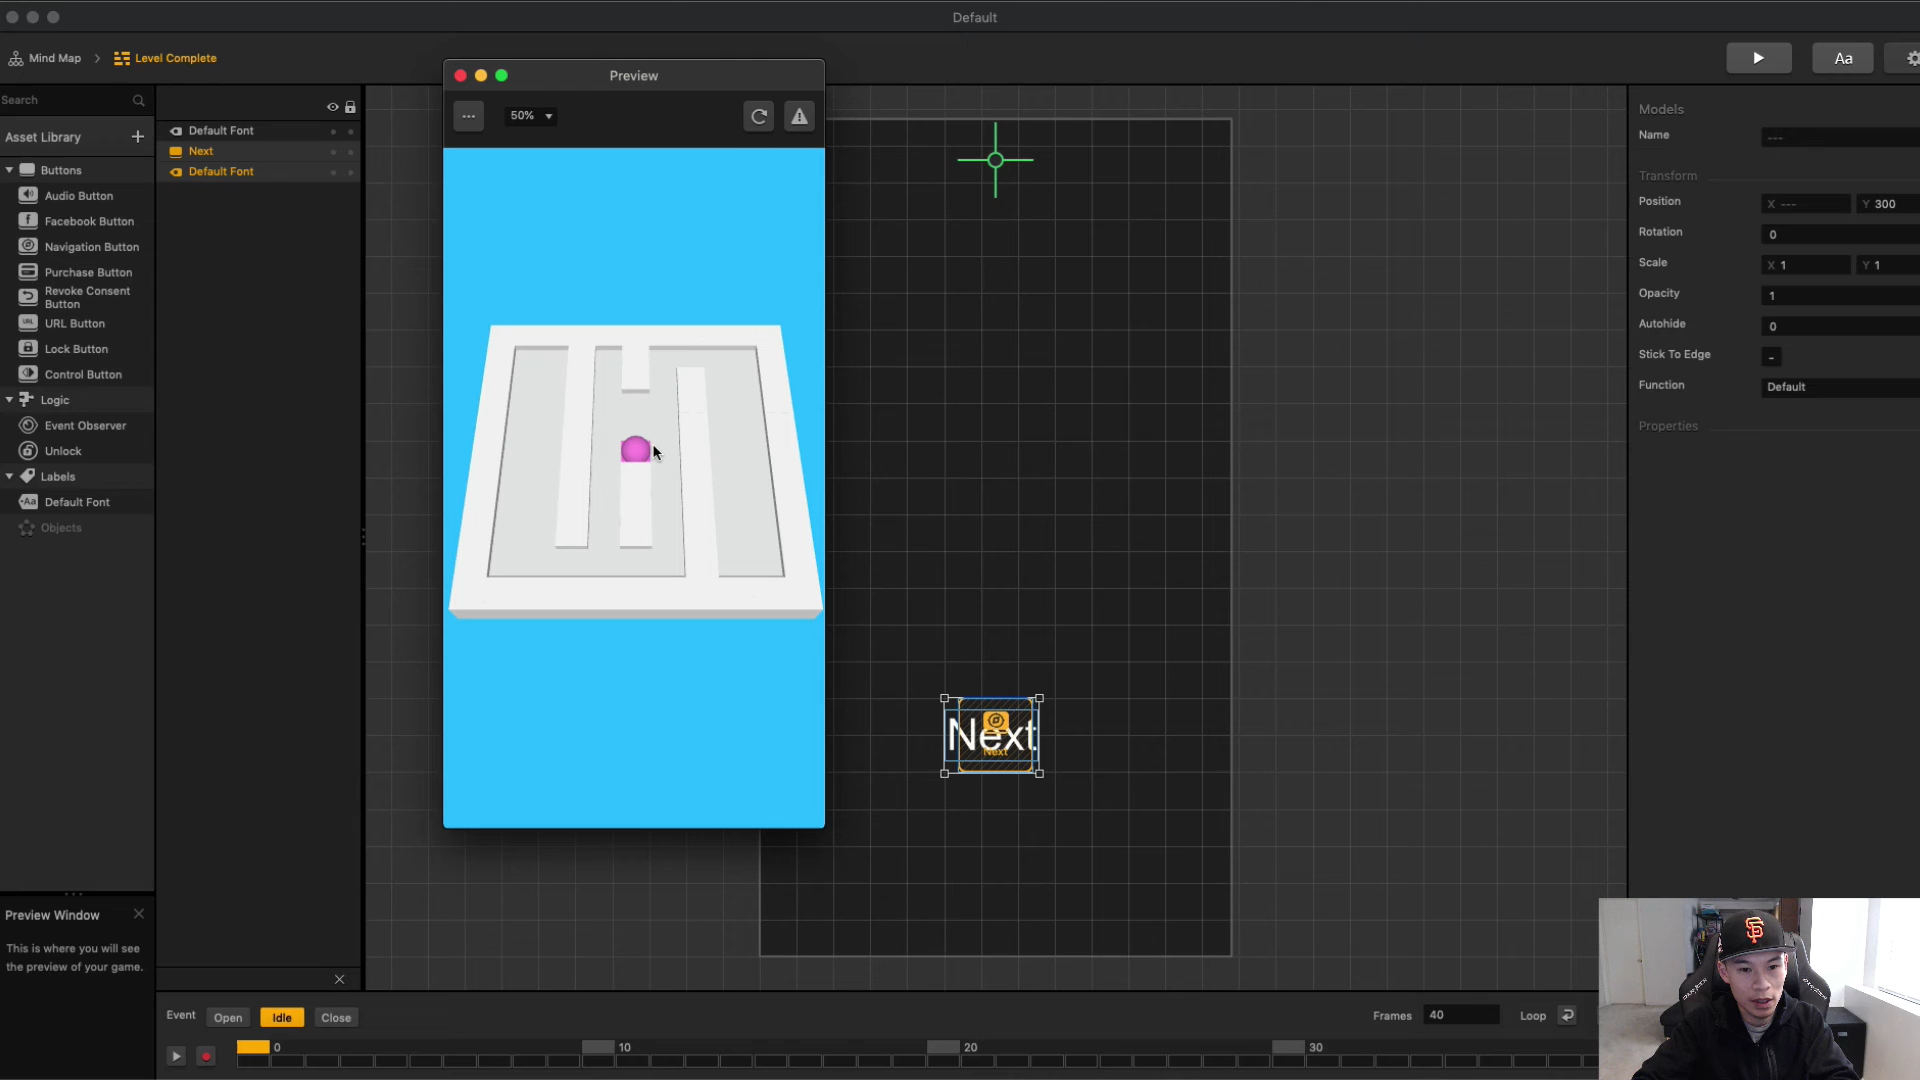 Default
Mind Map
Level Complete
Aa
Preview
50%
Search
Asset Library
Buttons
Audio Button
Facebook Button
Navigation Button
Purchase Button
Revoke Consent
Button
URL Button
Lock Button
Control Button
Logic
Event Observer
Unlock
Labels
Default Font
Objects
Default Font
Next
Default Font
Next
Next
Models
Name ---
Transform
Position X --- Y 300
Rotation 0
Scale X 1 Y 1
Opacity 1
Autohide 0
Stick To Edge -
Function Default
Properties
Preview Window
This is where you will see
the preview of your game.
Event Open Idle Close
Frames 40 Loop
0 10 20 30
SF